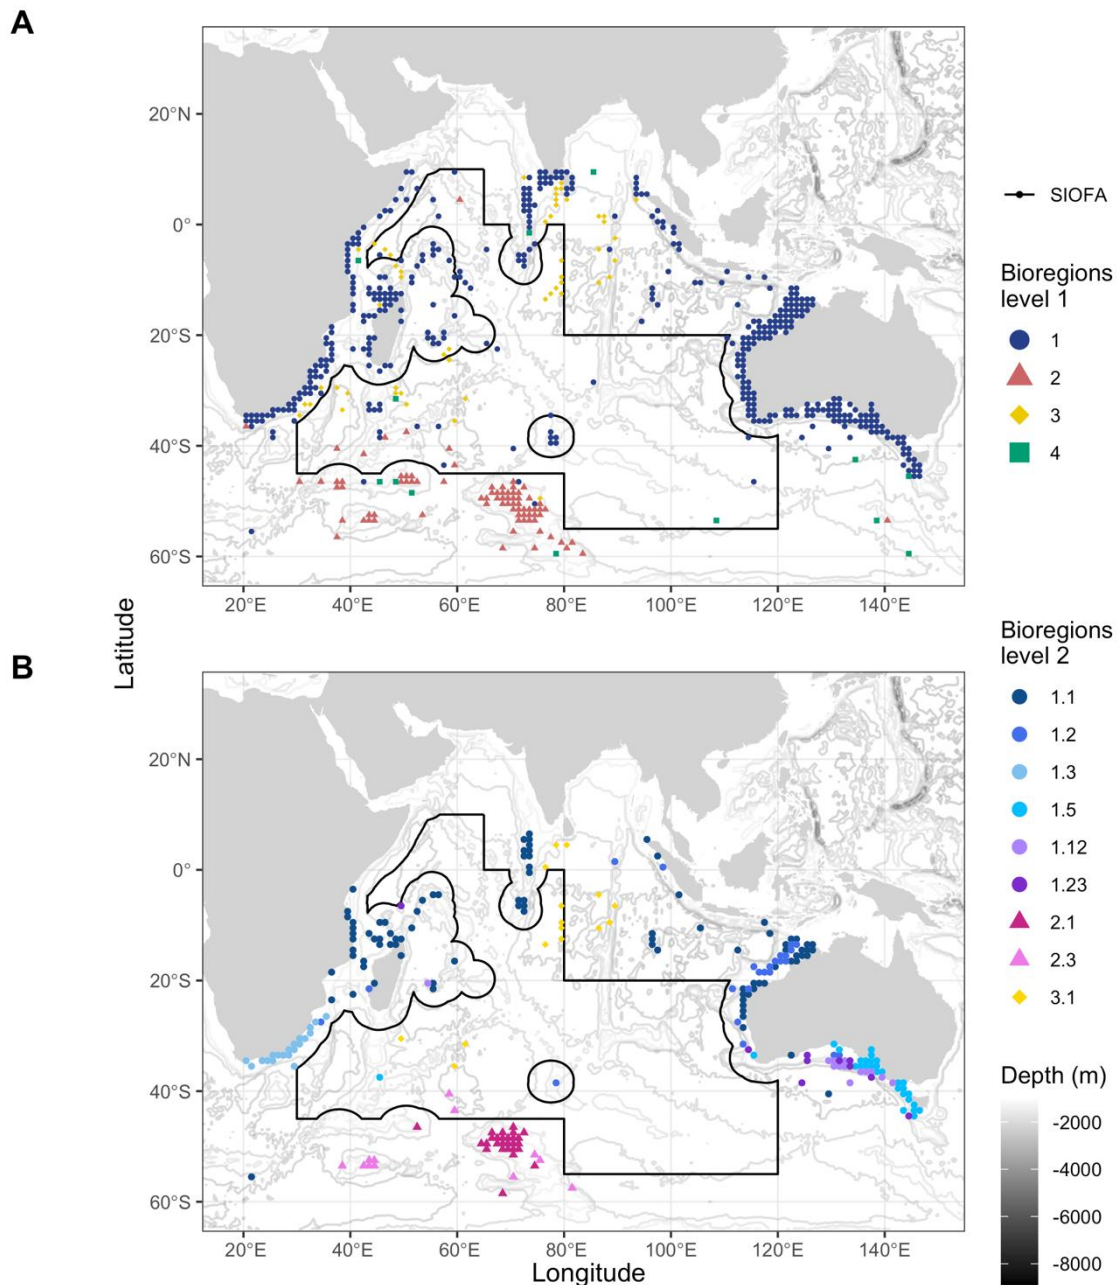 A
20°N
0°
20°S
40°S
60°S
20°E 40°E 60°E 80°E 100°E 120°E 140°E
SIOFA
Bioregions
level 1
1
2
3
4
Latitude
B
20°N
0°
20°S
40°S
60°S
20°E 40°E 60°E 80°E 100°E 120°E 140°E
Longitude
Bioregions
level 2
1.1
1.2
1.3
1.5
1.12
1.23
2.1
2.3
3.1
Depth (m)
-2000
-4000
-6000
-8000